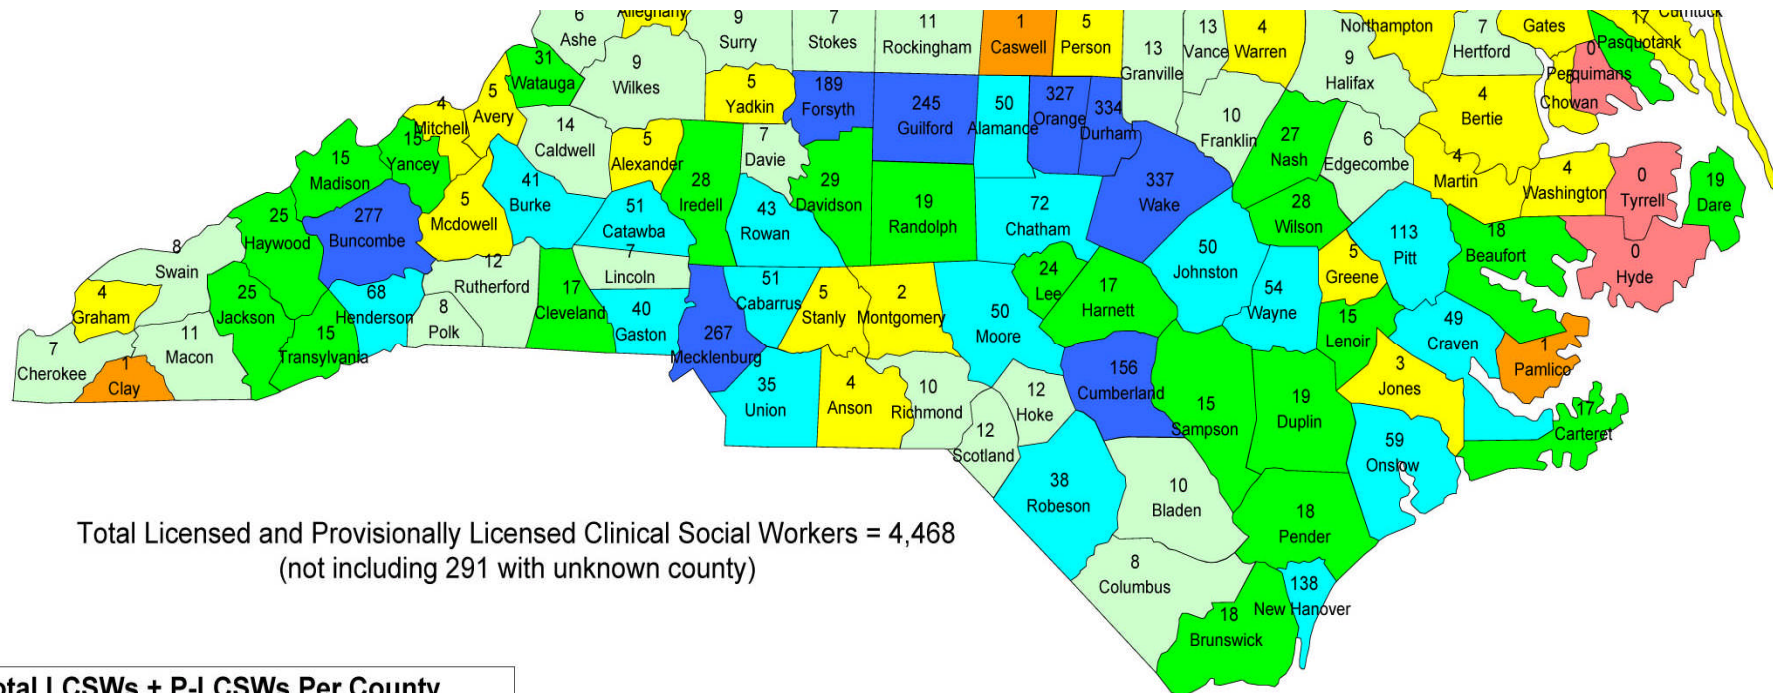 Alleghany
Currituck
6
Ashe
9
Surry
7
Stokes
11
Rockingham
1
Caswell
5
Person
13
Granville
13
Vance
4
Warren
Northampton
7
Hertford
Gates
17
Pasquotank
31
Watauga
9
Wilkes
5
Yadkin
189
Forsyth
245
Guilford
50
Alamance
327
Orange
334
Durham
10
Franklin
9
Halifax
4
Bertie
0
Perquimans
5
Chowan
4
Mitchell
5
Avery
14
Caldwell
5
Alexander
28
Iredell
7
Davie
29
Davidson
19
Randolph
72
Chatham
337
Wake
27
Nash
6
Edgecombe
4
Martin
4
Washington
0
Tyrrell
19
Dare
15
Madison
15
Yancey
5
Mcdowell
41
Burke
51
Catawba
43
Rowan
28
Wilson
113
Pitt
18
Beaufort
0
Hyde
8
Swain
25
Haywood
277
Buncombe
12
Rutherford
7
Lincoln
24
Lee
17
Harnett
50
Johnston
54
Wayne
5
Greene
4
Graham
25
Jackson
68
Henderson
8
Polk
17
Cleveland
40
Gaston
267
Mecklenburg
51
Cabarrus
5
Stanly
2
Montgomery
50
Moore
15
Lenoir
49
Craven
1
Pamlico
7
Cherokee
1
Clay
11
Macon
15
Transylvania
35
Union
4
Anson
10
Richmond
12
Scotland
12
Hoke
156
Cumberland
15
Sampson
19
Duplin
3
Jones
59
Onslow
17
Carteret
38
Robeson
10
Bladen
18
Pender
8
Columbus
18
Brunswick
138
New Hanover
Total Licensed and Provisionally Licensed Clinical Social Workers = 4,468
(not including 291 with unknown county)
otal LCSWs + P-LCSWs Per County